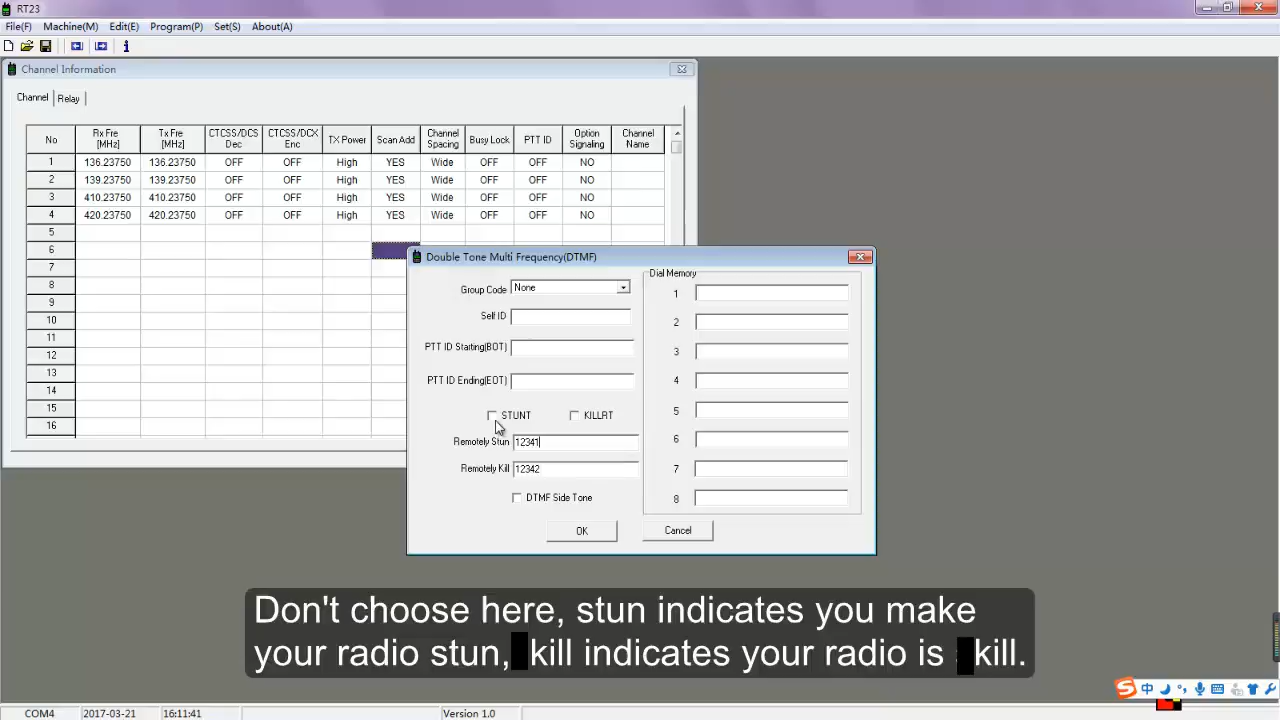 RT23
File(F) Machine(M) Edit(E) Program(P) Set(S) About(A)
Channel Information
Channel Relay
No Rx Fre [MHz] Tx Fre [MHz] CTCSS/DCS Dec CTCSS/DCX Enc TX Power Scan Add Channel Spacing Busy Lock PTT ID Option Signaling Channel Name
1 136.23750 136.23750 OFF OFF High YES Wide OFF OFF NO
2 139.23750 139.23750 OFF OFF High YES Wide OFF OFF NO
3 410.23750 410.23750 OFF OFF High YES Wide OFF OFF NO
4 420.23750 420.23750 OFF OFF High YES Wide OFF OFF NO
5
6
7
8
9
10
11
12
13
14
15
16
Double Tone Multi Frequency(DTMF)
Group Code None
Self ID
PTT ID Starting(BOT)
PTT ID Ending(EOT)
STUNT KILLRT
Remotely Stun 12341
Remotely Kill 12342
DTMF Side Tone
OK Cancel
Dial Memory
1
2
3
4
5
6
7
8
Don't choose here, stun indicates you make
your radio stun, kill indicates your radio is kill.
中
COM4 2017-03-21 16:11:41 Version 1.0